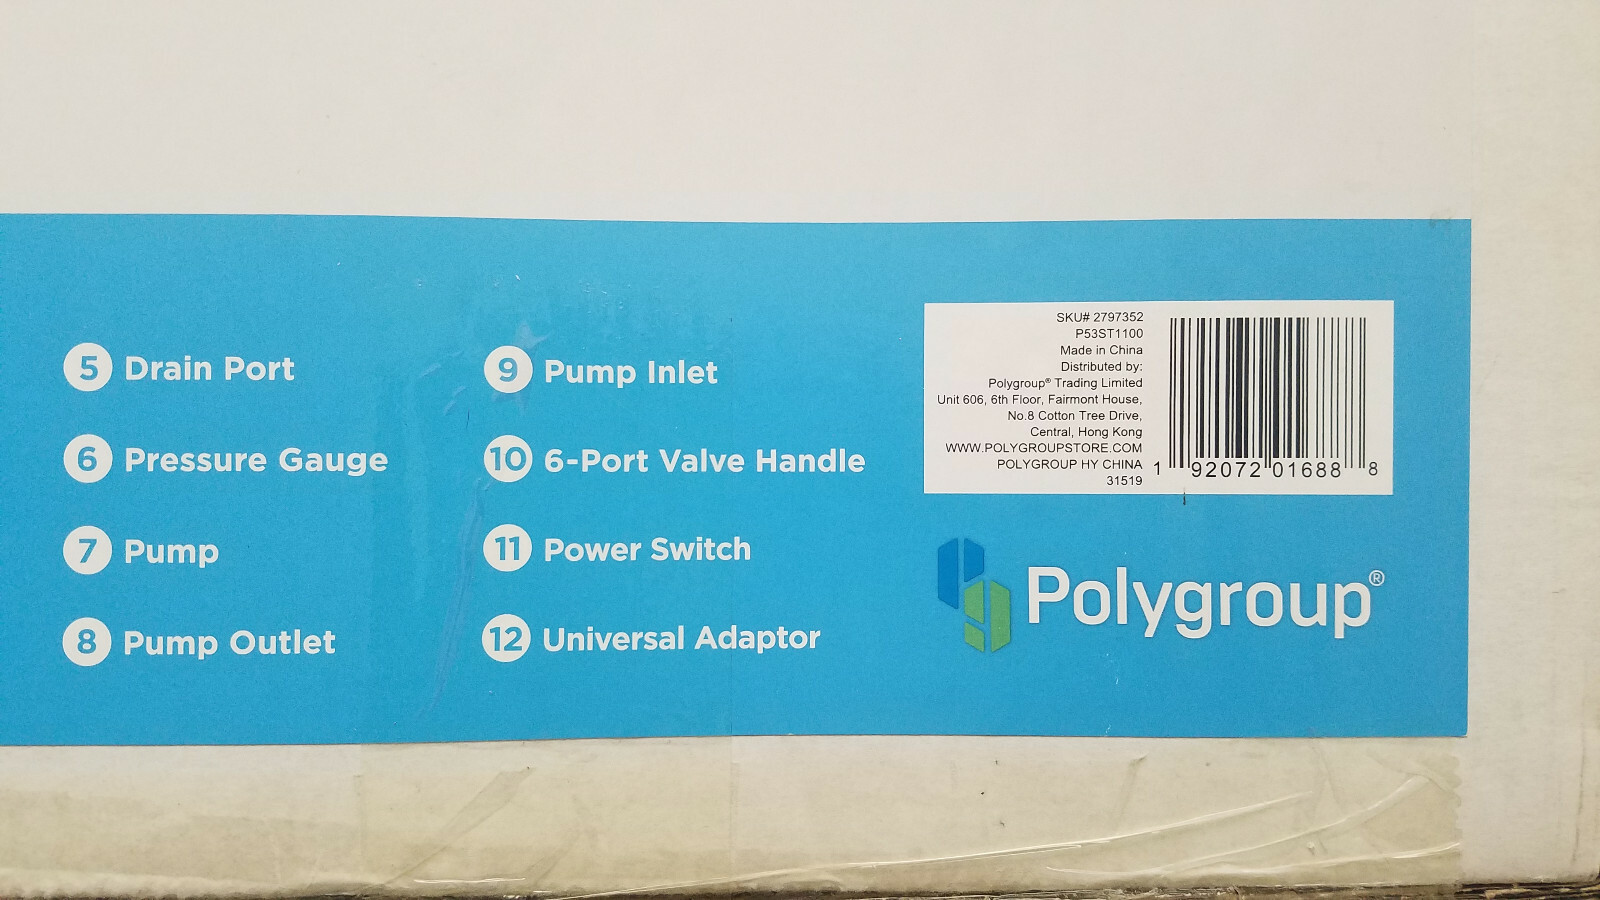 5 Drain Port
6 Pressure Gauge
7 Pump
8 Pump Outlet
9 Pump Inlet
10 6-Port Valve Handle
11 Power Switch
12 Universal Adaptor
SKU# 2797352
P53ST1100
Made in China
Distributed by:
Polygroup® Trading Limited
Unit 606, 6th Floor, Fairmont House,
No.8 Cotton Tree Drive,
Central, Hong Kong
WWW.POLYGROUPSTORE.COM
POLYGROUP HY CHINA
31519
1 92072 01688 8
Polygroup®